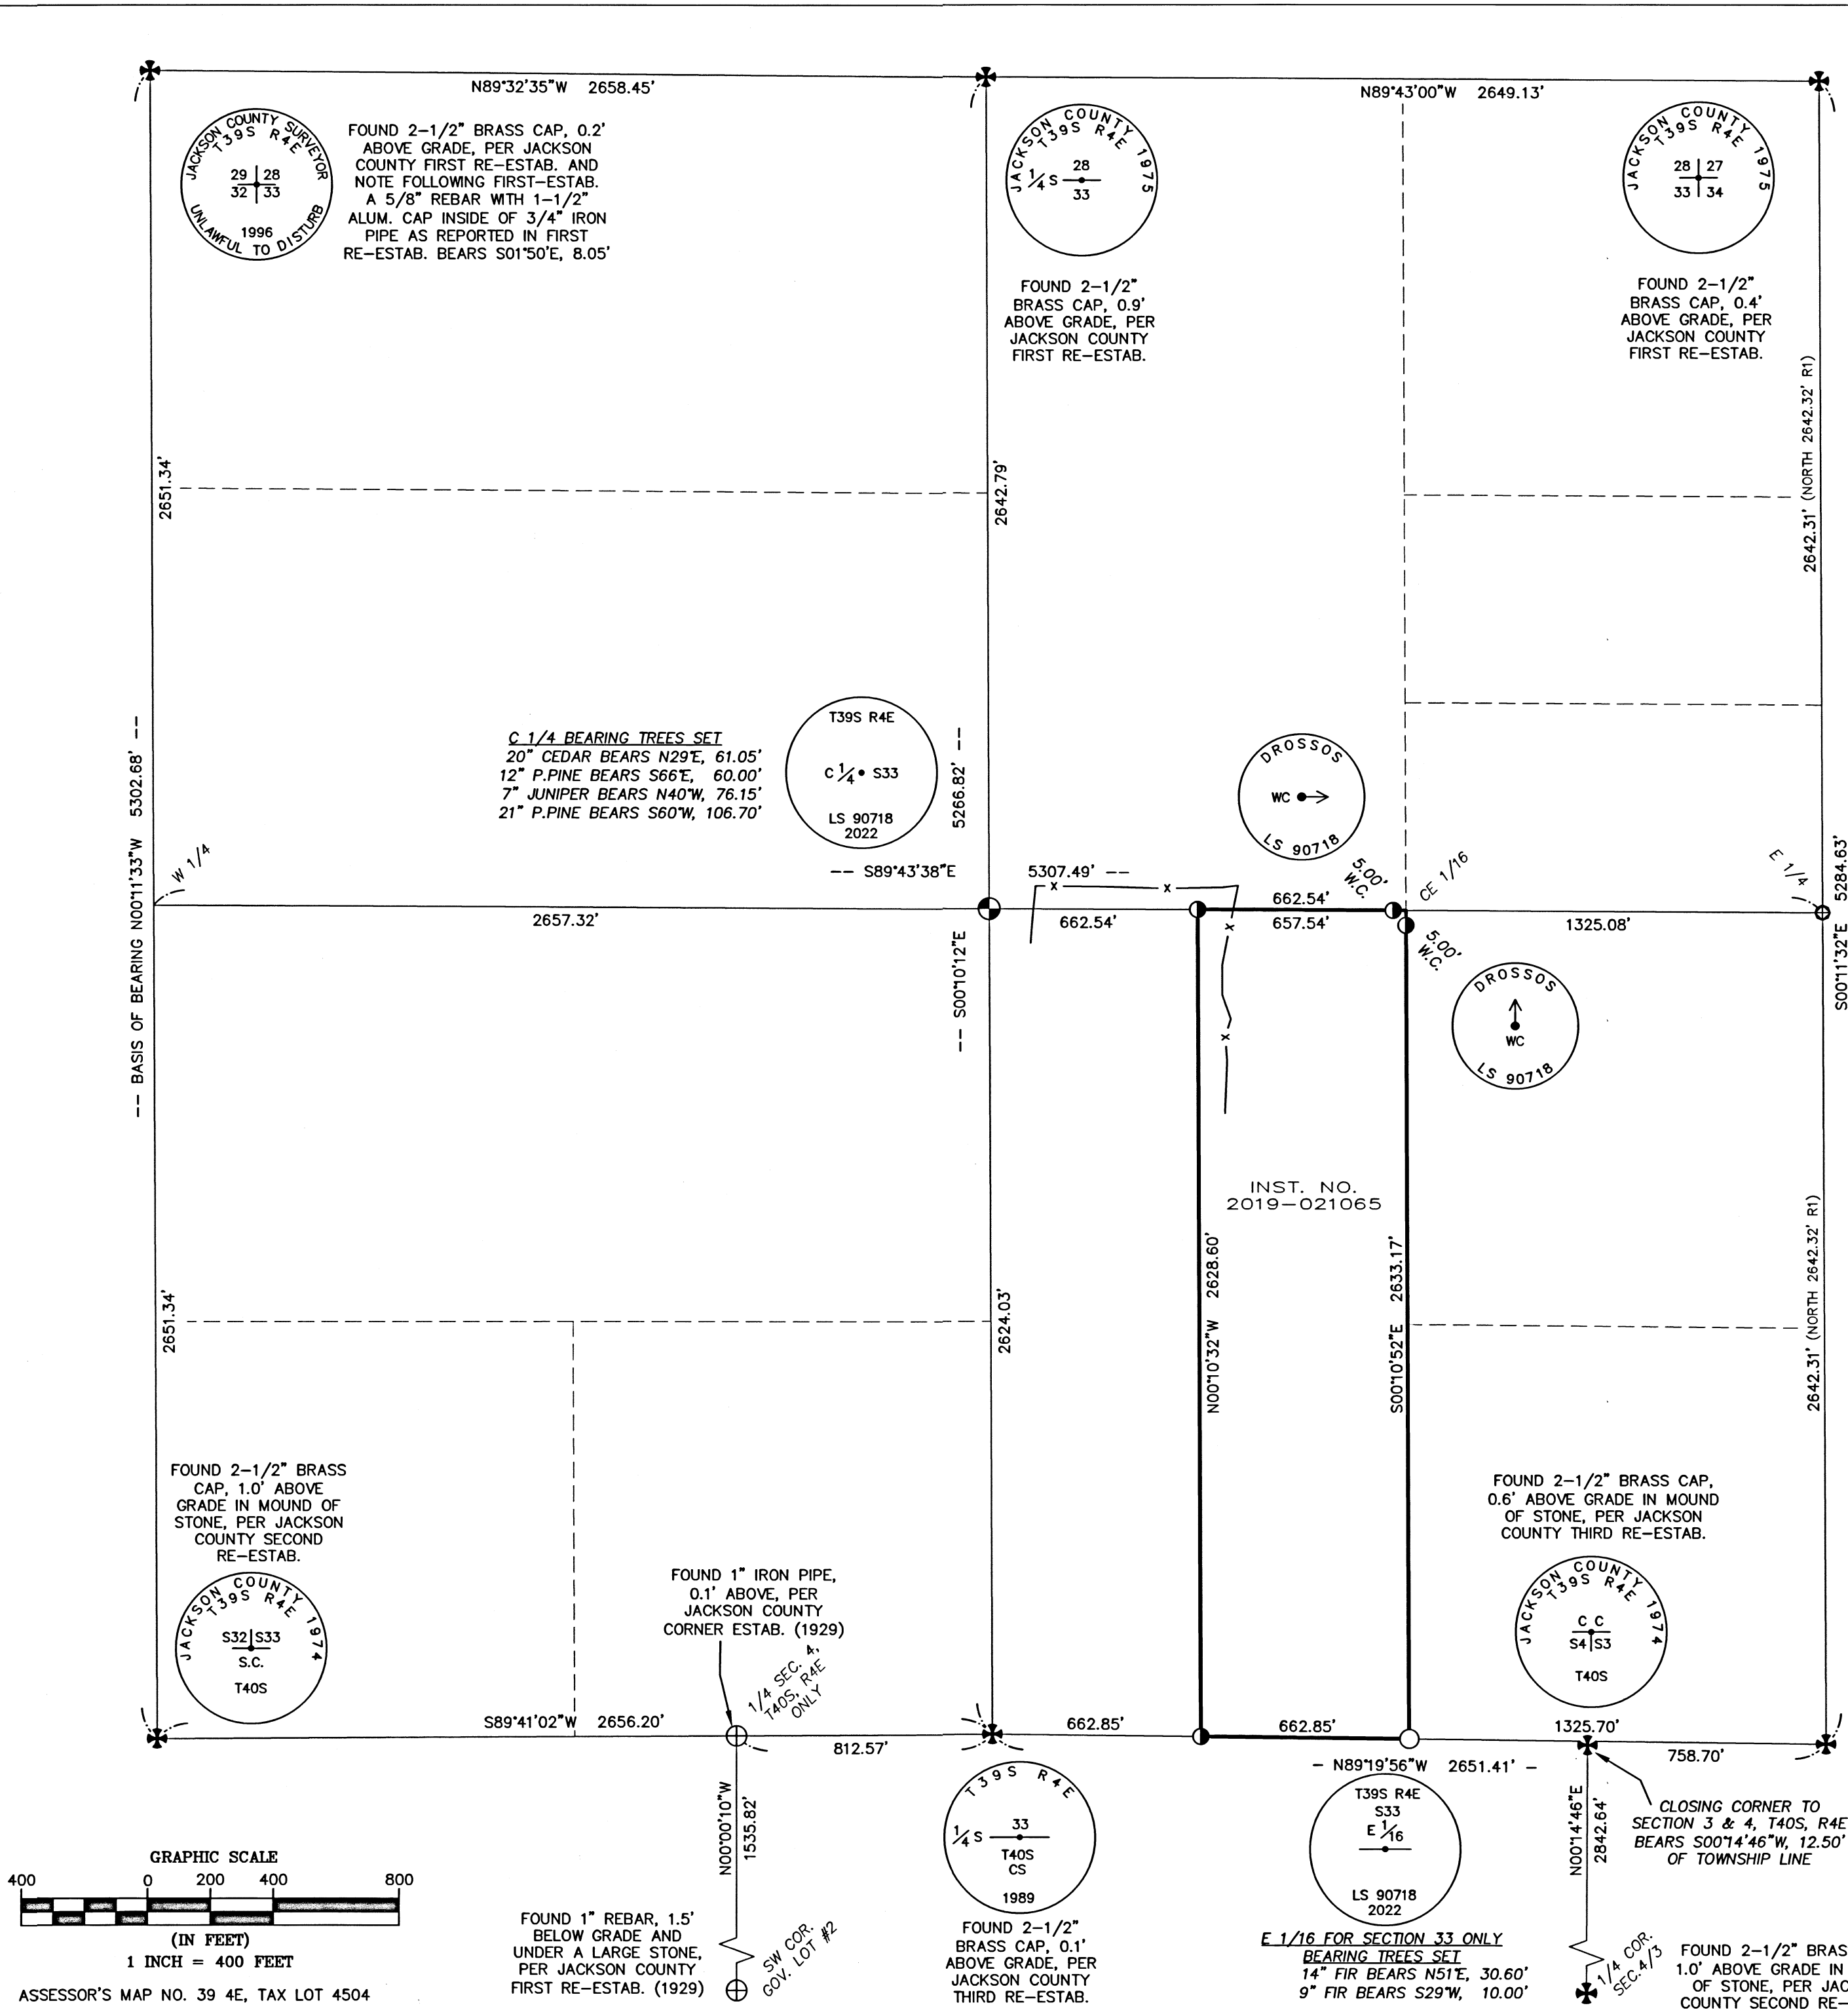 N89°32'35"W 2658.45'
N89°43'00"W 2649.13'
JACKSON COUNTY SURVEYOR
T39S R4E
29 28
32 33
1996
UNLAWFUL TO DISTURB
FOUND 2-1/2" BRASS CAP, 0.2'
ABOVE GRADE, PER JACKSON
COUNTY FIRST RE-ESTAB. AND
NOTE FOLLOWING FIRST-ESTAB.
A 5/8" REBAR WITH 1-1/2"
ALUM. CAP INSIDE OF 3/4" IRON
PIPE AS REPORTED IN FIRST
RE-ESTAB. BEARS S01°50'E, 8.05'
JACKSON COUNTY 1975
T39S R4E
1/4 S 28
33
FOUND 2-1/2"
BRASS CAP, 0.9'
ABOVE GRADE, PER
JACKSON COUNTY
FIRST RE-ESTAB.
JACKSON COUNTY 1975
T39S R4E
28 27
33 34
FOUND 2-1/2"
BRASS CAP, 0.4'
ABOVE GRADE, PER
JACKSON COUNTY
FIRST RE-ESTAB.
2651.34'
2642.79'
2642.31' (NORTH 2642.32' R1)
-- BASIS OF BEARING N00°11'33"W 5302.68' --
C 1/4 BEARING TREES SET
20" CEDAR BEARS N29°E, 61.05'
12" P.PINE BEARS S66°E, 60.00'
7" JUNIPER BEARS N40°W, 76.15'
21" P.PINE BEARS S60°W, 106.70'
T39S R4E
C 1/4 S33
LS 90718
2022
-- S00°10'12"E 5266.82' --
DROSSOS
WC
LS 90718
W 1/4
-- S89°43'38"E 5307.49' --
X X
5.00'
W.C.
CE 1/16
E 1/4
S00°11'32"E 5284.63'
2657.32'
662.54'
662.54'
657.54'
1325.08'
X
X
5.00'
W.C.
DROSSOS
WC
LS 90718
INST. NO.
2019-021065
2651.34'
2624.03'
N00°10'32"W 2628.60'
S00°10'52"E 2633.17'
2642.31' (NORTH 2642.32' R1)
FOUND 2-1/2" BRASS
CAP, 1.0' ABOVE
GRADE IN MOUND OF
STONE, PER JACKSON
COUNTY SECOND
RE-ESTAB.
JACKSON COUNTY 1974
T39S R4E
S32 S33
S.C.
T40S
FOUND 1" IRON PIPE,
0.1' ABOVE, PER
JACKSON COUNTY
CORNER ESTAB. (1929)
1/4 SEC. 4,
T40S, R4E
ONLY
FOUND 2-1/2" BRASS CAP,
0.6' ABOVE GRADE IN MOUND
OF STONE, PER JACKSON
COUNTY THIRD RE-ESTAB.
JACKSON COUNTY 1974
T39S R4E
C C
S4 S3
T40S
S89°41'02"W 2656.20'
812.57'
662.85'
662.85'
1325.70'
758.70'
- N89°19'56"W 2651.41' -
N00°00'10"W
1535.82'
T39S R4E
1/4 S 33
T40S
CS
1989
FOUND 2-1/2"
BRASS CAP, 0.1'
ABOVE GRADE, PER
JACKSON COUNTY
THIRD RE-ESTAB.
T39S R4E
S33
E 1/16
LS 90718
2022
E 1/16 FOR SECTION 33 ONLY
BEARING TREES SET
14" FIR BEARS N51°E, 30.60'
9" FIR BEARS S29°W, 10.00'
N00°14'46"E
2842.64'
CLOSING CORNER TO
SECTION 3 & 4, T40S, R4E
BEARS S00°14'46"W, 12.50'
OF TOWNSHIP LINE
GRAPHIC SCALE
400 0 200 400 800
(IN FEET)
1 INCH = 400 FEET
ASSESSOR'S MAP NO. 39 4E, TAX LOT 4504
FOUND 1" REBAR, 1.5'
BELOW GRADE AND
UNDER A LARGE STONE,
PER JACKSON COUNTY
FIRST RE-ESTAB. (1929)
SW COR.
GOV. LOT #2
1/4 COR.
SEC.4/3
FOUND 2-1/2" BRAS
1.0' ABOVE GRADE IN
OF STONE, PER JAC
COUNTY SECOND RE-